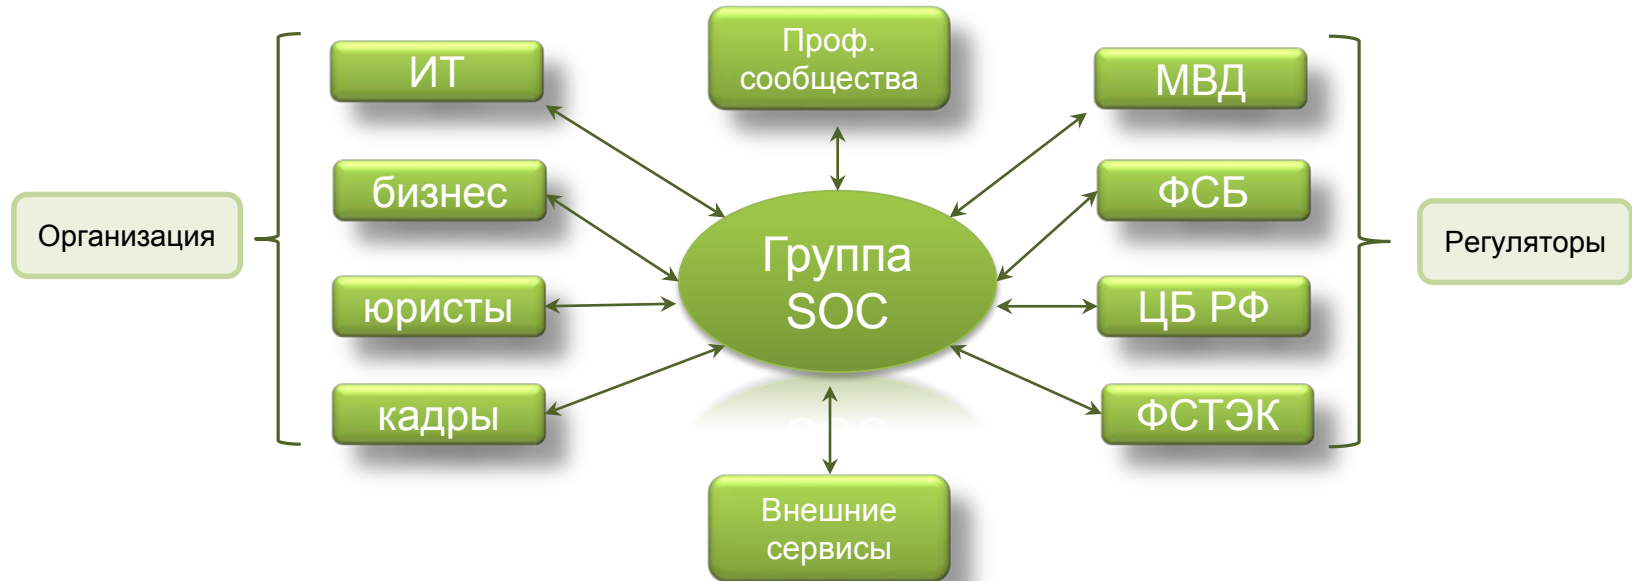 Организация
ИТ
бизнес
юристы
кадры
Проф.
сообщества
Группа
SOC
Внешние
сервисы
МВД
ФСБ
ЦБ РФ
ФСТЭК
Регуляторы